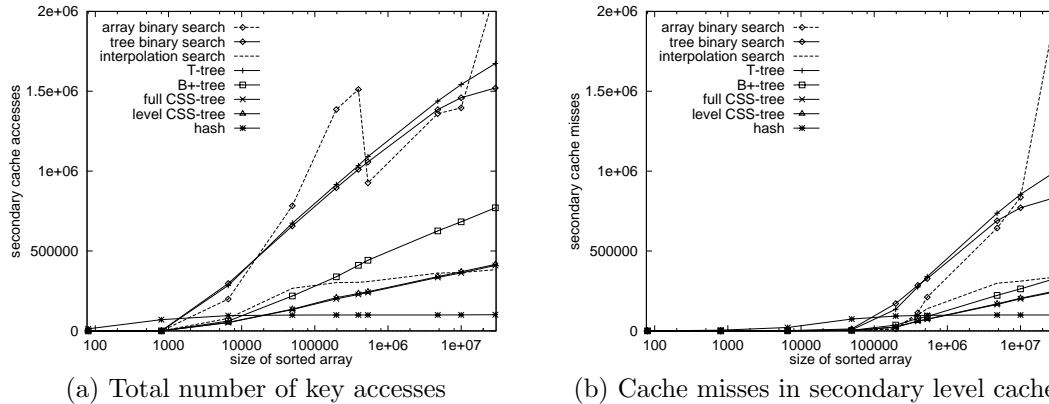 2e+06
1.5e+06
1e+06
500000
0
secondary cache accesses
array binary search
tree binary search
interpolation search
T-tree
B+-tree
full CSS-tree
level CSS-tree
hash
100
1000
10000
100000
1e+06
1e+07
size of sorted array
(a) Total number of key accesses
2e+06
1.5e+06
1e+06
500000
0
secondary cache misses
array binary search
tree binary search
interpolation search
T-tree
B+-tree
full CSS-tree
level CSS-tree
hash
100
1000
10000
100000
1e+06
1e+07
size of sorted array
(b) Cache misses in secondary level cache